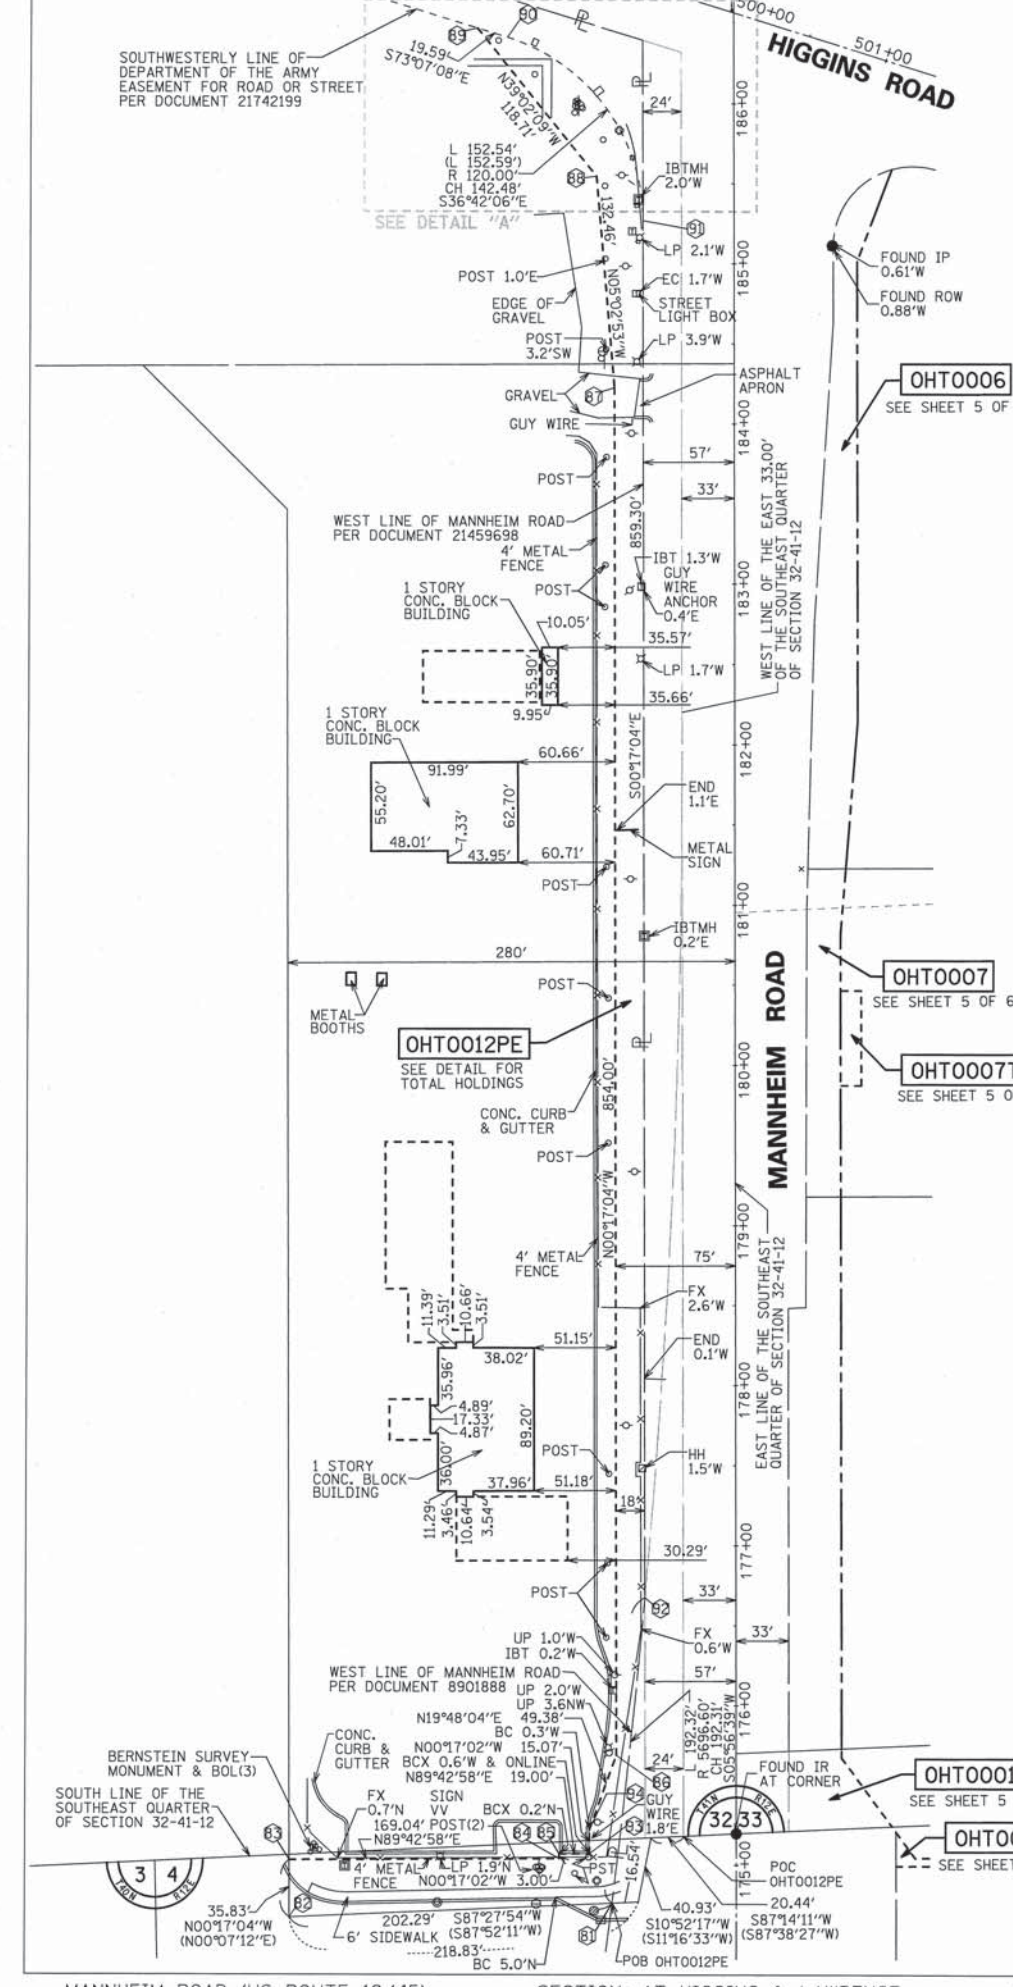 500+00
501+00
HIGGINS ROAD
90
89
19.59'
S73°07'08"E
SOUTHWESTERLY LINE OF
DEPARTMENT OF THE ARMY
EASEMENT FOR ROAD OR STREET
PER DOCUMENT 21742199
N39°02'09"W
118.71'
24'
186+00
L 152.54'
(L 152.59')
R 120.00'
CH 142.48'
S36°42'06"E
88
IBTMH
2.0'W
SEE DETAIL "A"
132.46'
N05°02'53"W
91
LP 2.1'W
185+00
POST 1.0'E
EC 1.7'W
STREET
LIGHT BOX
EDGE OF
GRAVEL
POST
3.2'SW
LP 3.9'W
FOUND IP
0.61'W
FOUND ROW
0.88'W
OHT0006
SEE SHEET 5 OF
ASPHALT
APRON
GRAVEL
87
GUY WIRE
184+00
57'
33'
POST
859.30'
WEST LINE OF MANNHEIM ROAD
PER DOCUMENT 21459698
4' METAL
FENCE
WEST LINE OF THE EAST 33.00'
OF THE SOUTHEAST QUARTER
OF SECTION 32-41-12
IBT 1.3'W
GUY
WIRE
ANCHOR
0.4'E
183+00
1 STORY
CONC. BLOCK
BUILDING
POST
10.05'
35.57'
35.90'
35.90'
LP 1.7'W
9.95'
35.66'
S00°17'04"E
1 STORY
CONC. BLOCK
BUILDING
182+00
60.66'
91.99'
55.20'
62.70'
7.33'
48.01'
43.95'
60.71'
END
1.1'E
METAL
SIGN
POST
181+00
IBTMH
0.2'E
280'
POST
METAL
BOOTHS
OHT0012PE
SEE DETAIL FOR
TOTAL HOLDINGS
MANNHEIM ROAD
OHT0007
SEE SHEET 5 OF 6
OHT0007T
SEE SHEET 5 O
180+00
854.00'
CONC. CURB
& GUTTER
POST
N00°17'04"W
179+00
4' METAL
FENCE
75'
EAST LINE OF THE SOUTHEAST
QUARTER OF SECTION 32-41-12
FX
2.6'W
11.39'
3.51'
10.66'
3.51'
51.15'
38.02'
END
0.1'W
178+00
35.96'
4.89'
17.33'
4.87'
89.20'
36.00'
POST
HH
1.5'W
1 STORY
CONC. BLOCK
BUILDING
37.96'
51.18'
18'
11.29'
3.46'
10.64'
3.54'
177+00
30.29'
POST
33'
92
FX
0.6'W
33'
UP 1.0'W
IBT 0.2'W
57'
WEST LINE OF MANNHEIM ROAD
PER DOCUMENT 8901888
UP 2.0'W
UP 3.6NW
N19°48'04"E 49.38'
BC 0.3'W
N00°17'02"W 15.07'
BCX 0.6'W & ONLINE
N89°42'58"E 19.00'
L 192.32'
R 5696.60'
CH 192.31'
S05°56'39"W
176+00
24'
CONC.
CURB &
GUTTER
BERNSTEIN SURVEY
MONUMENT & BOL(3)
SOUTH LINE OF THE
SOUTHEAST QUARTER
OF SECTION 32-41-12
FX
0.7'N
SIGN
VV
POST(2)
BCX 0.2'N
169.04'
N89°42'58"E
83
84
85
86
94
93
GUY
WIRE
1.8'E
FOUND IR
AT CORNER
T41N R12E
32 33
OHT0001
SEE SHEET 5
3 4
T40N R12E
4' METAL
FENCE
LP 1.9'N
N00°17'02"W 3.00'
PST
16.54'
175+00
POC
OHT0012PE
SEE SHEET
82
35.83'
N00°17'04"W
(N00°07'12"E)
6' SIDEWALK
202.29'
218.83'
S87°27'54"W
(S87°52'11"W)
BC 5.0'N
81
40.93'
S10°52'17"W
(S11°16'33"W)
20.44'
S87°14'11"W
(S87°38'27"W)
POB OHT0012PE